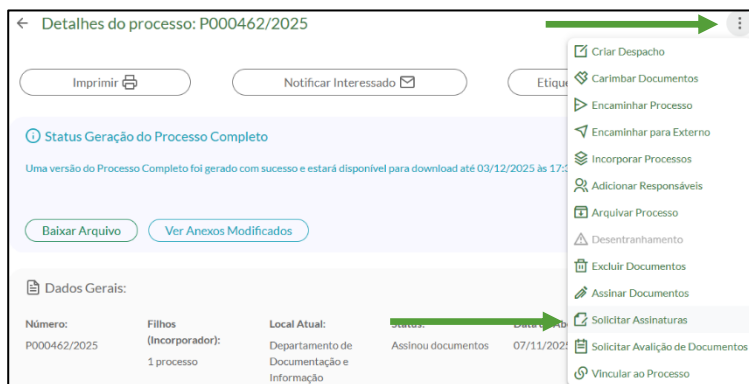 Detalhes do processo: P000462/2025
Imprimir
Notificar Interessado
Status Geração do Processo Completo
Uma versão do Processo Completo foi gerado com sucesso e estará disponível para download até 03/12/2025 às
Baixar Arquivo
Ver Anexos Modificados
Dados Gerais:
Número:
P000462/2025
Filhos
(Incorporador):
1 processo
Local Atual:
Departamento de
Documentação e
Informação
Assinou documentos
07/11/2025
Criar Despacho
Carimbar Documentos
Encaminhar Processo
Encaminhar para Externo
Incorporar Processos
Adicionar Responsáveis
Arquivar Processo
Desentranhamento
Excluir Documentos
Assinar Documentos
Solicitar Assinaturas
Solicitar Avalição de Documentos
Vincular ao Processo